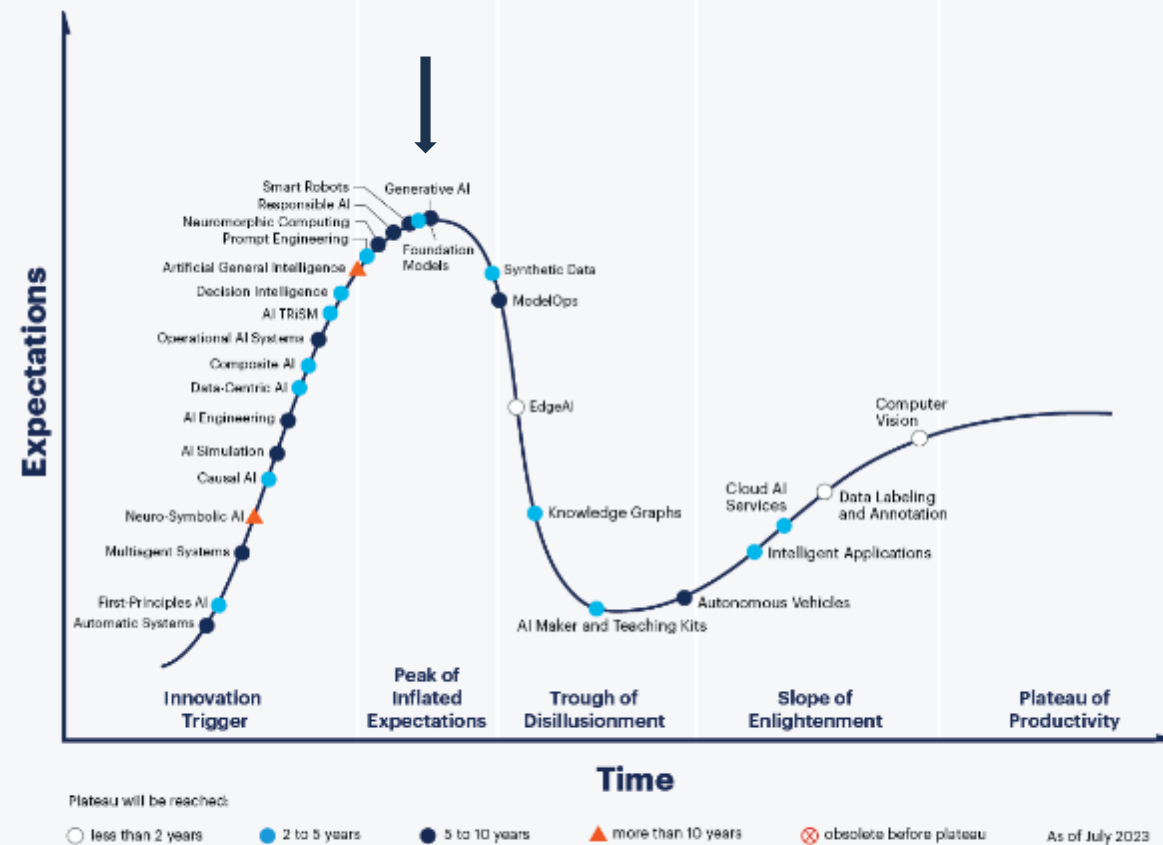 Smart Robots
Generative AI
Responsible AI
Neuromorphic Computing
Prompt Engineering
Foundation
Models
Artificial General Intelligence
Synthetic Data
Decision Intelligence
ModelOps
AI TRiSM
Operational AI Systems
Composite AI
Data-Centric AI
EdgeAI
AI Engineering
Computer
Vision
AI Simulation
Causal AI
Cloud AI
Services
Data Labeling
and Annotation
Neuro-Symbolic AI
Knowledge Graphs
Multiagent Systems
Intelligent Applications
First-Principles AI
Automatic Systems
Autonomous Vehicles
AI Maker and Teaching Kits
Expectations
Innovation
Trigger
Peak of
Inflated
Expectations
Trough of
Disillusionment
Slope of
Enlightenment
Plateau of
Productivity
Time
Plateau will be reached:
less than 2 years
2 to 5 years
5 to 10 years
more than 10 years
obsolete before plateau
As of July 2023